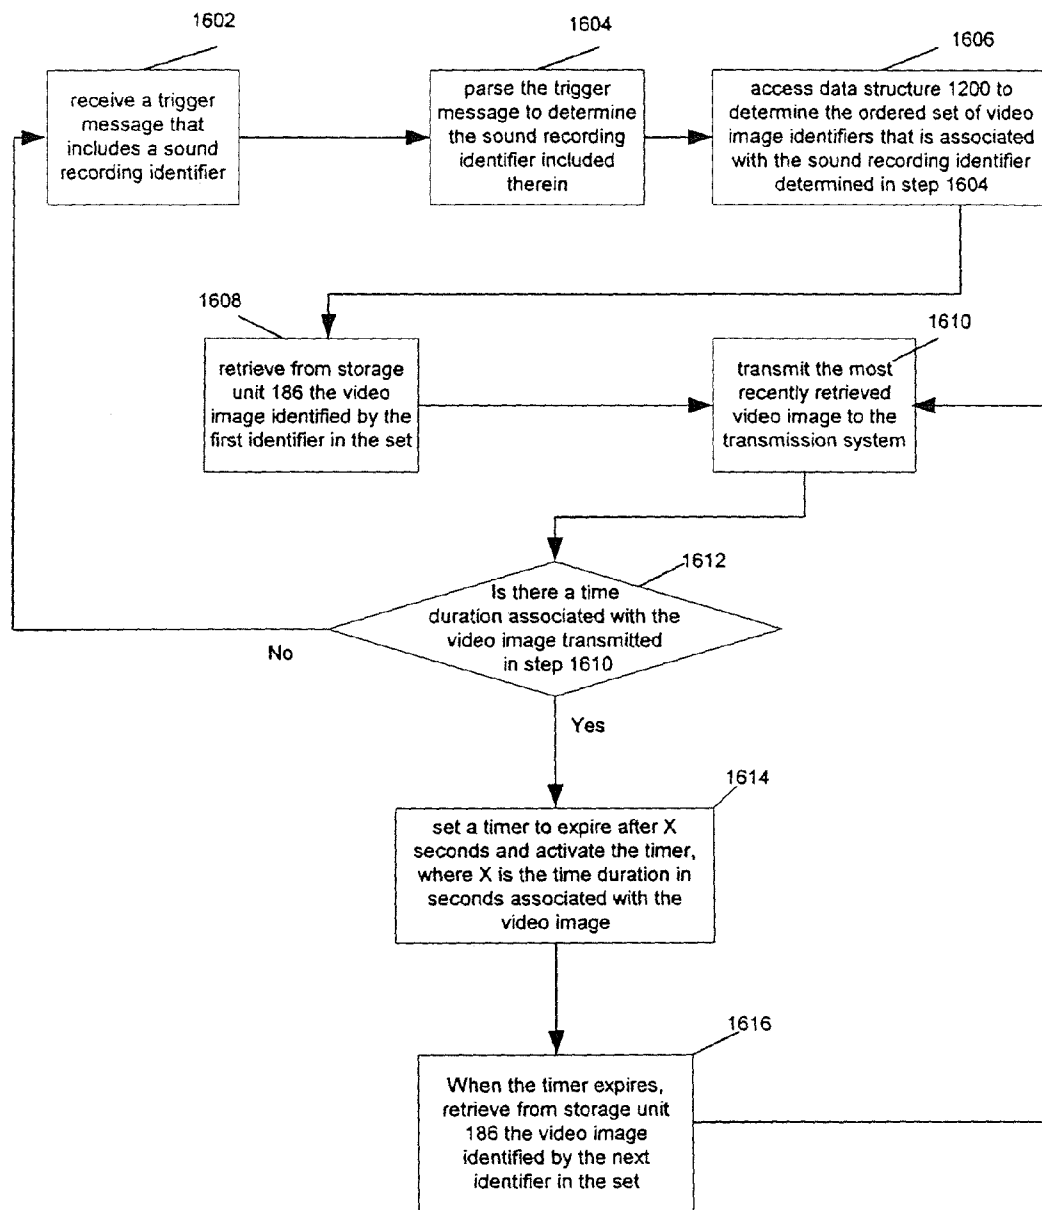 1602
receive a trigger
message that
includes a sound
recording identifier
1604
parse the trigger
message to determine
the sound recording
identifier included
therein
1606
access data structure 1200 to
determine the ordered set of video
image identifiers that is associated
with the sound recording identifier
determined in step 1604
1608
retrieve from storage
unit 186 the video
image identified by the
first identifier in the set
1610
transmit the most
recently retrieved
video image to the
transmission system
1612
Is there a time
duration associated with the
video image transmitted
in step 1610
No
Yes
1614
set a timer to expire after X
seconds and activate the timer,
where X is the time duration in
seconds associated with the
video image
1616
When the timer expires,
retrieve from storage unit
186 the video image
identified by the next
identifier in the set